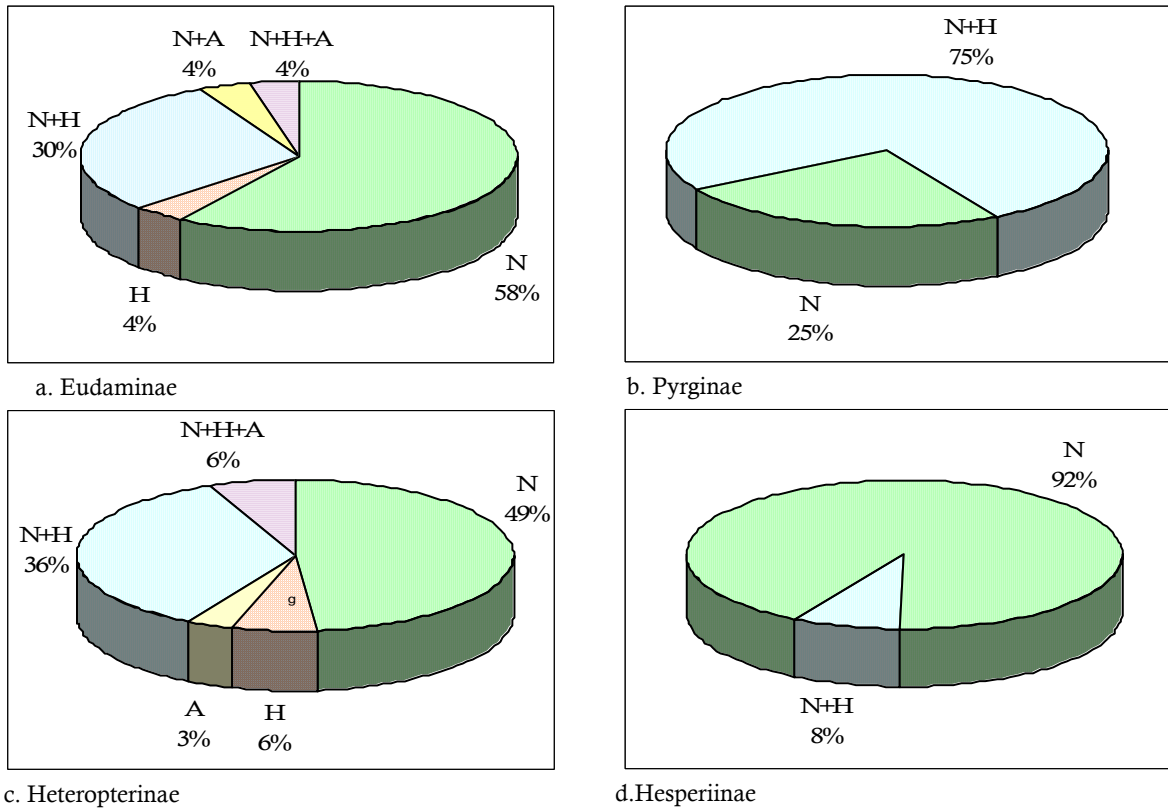 N+A
4%
N+H+A
4%
N+H
30%
H
4%
N
58%
a. Eudaminae
N+H
75%
N
25%
b. Pyrginae
N+H+A
6%
N
49%
N+H
36%
g
A
3%
H
6%
c. Heteropterinae
N
92%
N+H
8%
d.Hesperiinae